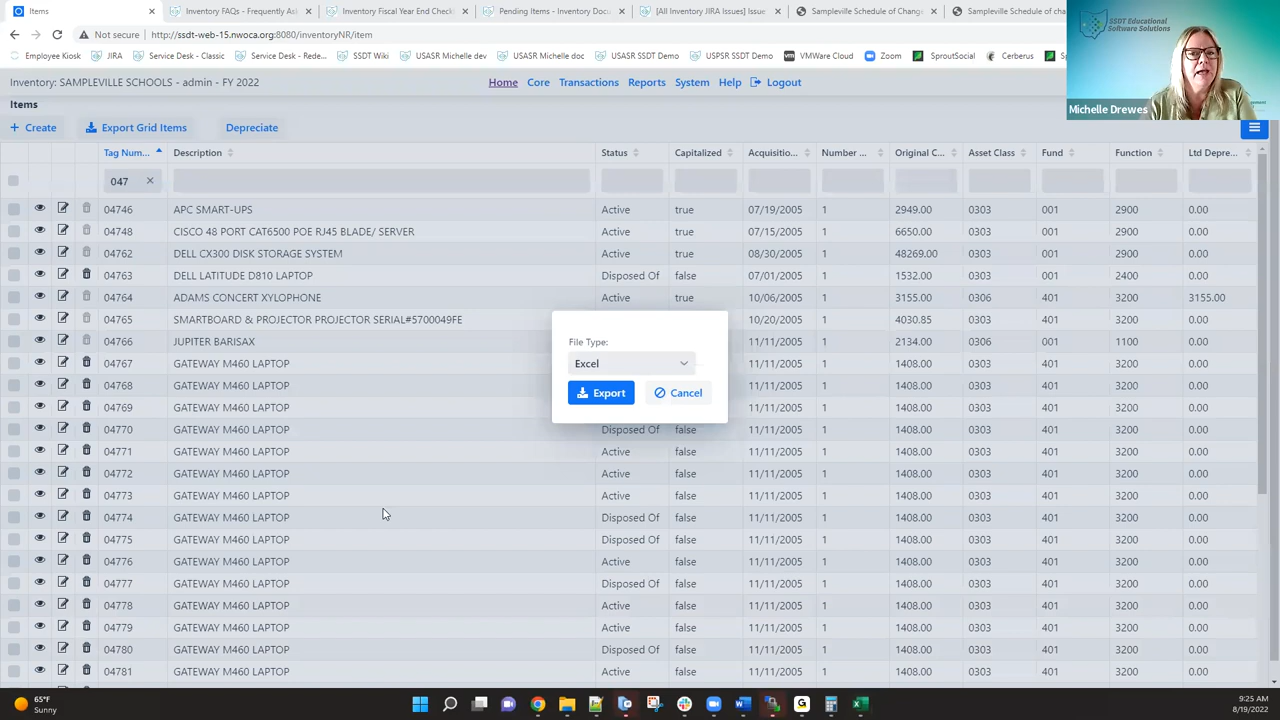 Items
Inventory FAQs - Frequently Ask
Inventory Fiscal Year End Check
Pending Items - Inventory Docu
[All Inventory JIRA Issues] Issue
Sampleville Schedule of Change
Sampleville Schedule of cha
Not secure | http://ssdt-web-15.nwoca.org:8080/inventoryNR/item
Employee Kiosk JIRA Service Desk - Classic Service Desk - Rede... SSDT Wiki USASR Michelle dev USASR Michelle doc USASR SSDT Demo USPSR SSDT Demo VMWare Cloud Zoom SproutSocial Cerberus
SSDT Educational
Software Solutions
Michelle Drewes
Inventory: SAMPLEVILLE SCHOOLS - admin - FY 2022 Home Core Transactions Reports System Help Logout
Items
+ Create Export Grid Items Depreciate
Tag Num... Description Status Capitalized Acquisitio... Number ... Original C... Asset Class Fund Function Ltd Depre...
047 ×
04746 APC SMART-UPS Active true 07/19/2005 1 2949.00 0303 001 2900 0.00
04748 CISCO 48 PORT CAT6500 POE RJ45 BLADE/ SERVER Active true 07/15/2005 1 6650.00 0303 001 2900 0.00
04762 DELL CX300 DISK STORAGE SYSTEM Active true 08/30/2005 1 48269.00 0303 001 2900 0.00
04763 DELL LATITUDE D810 LAPTOP Disposed Of false 07/01/2005 1 1532.00 0303 001 2400 0.00
04764 ADAMS CONCERT XYLOPHONE Active true 10/06/2005 1 3155.00 0306 401 3200 3155.00
04765 SMARTBOARD & PROJECTOR PROJECTOR SERIAL#5700049FE 10/20/2005 1 4030.85 0303 401 3200 0.00
04766 JUPITER BARISAX 11/11/2005 1 2134.00 0306 001 1100 0.00
04767 GATEWAY M460 LAPTOP 11/11/2005 1 1408.00 0303 401 3200 0.00
04768 GATEWAY M460 LAPTOP 11/11/2005 1 1408.00 0303 401 3200 0.00
04769 GATEWAY M460 LAPTOP 11/11/2005 1 1408.00 0303 401 3200 0.00
04770 GATEWAY M460 LAPTOP Disposed Of false 11/11/2005 1 1408.00 0303 401 3200 0.00
04771 GATEWAY M460 LAPTOP Active false 11/11/2005 1 1408.00 0303 401 3200 0.00
04772 GATEWAY M460 LAPTOP Active false 11/11/2005 1 1408.00 0303 401 3200 0.00
04773 GATEWAY M460 LAPTOP Active false 11/11/2005 1 1408.00 0303 401 3200 0.00
04774 GATEWAY M460 LAPTOP Disposed Of false 11/11/2005 1 1408.00 0303 401 3200 0.00
04775 GATEWAY M460 LAPTOP Disposed Of false 11/11/2005 1 1408.00 0303 401 3200 0.00
04776 GATEWAY M460 LAPTOP Active false 11/11/2005 1 1408.00 0303 401 3200 0.00
04777 GATEWAY M460 LAPTOP Disposed Of false 11/11/2005 1 1408.00 0303 401 3200 0.00
04778 GATEWAY M460 LAPTOP Active false 11/11/2005 1 1408.00 0303 401 3200 0.00
04779 GATEWAY M460 LAPTOP Active false 11/11/2005 1 1408.00 0303 401 3200 0.00
04780 GATEWAY M460 LAPTOP Disposed Of false 11/11/2005 1 1408.00 0303 401 3200 0.00
04781 GATEWAY M460 LAPTOP Active false 11/11/2005 1 1408.00 0303 401 3200 0.00
File Type:
Excel
Export Cancel
65°F
Sunny
9:25 AM
8/19/2022